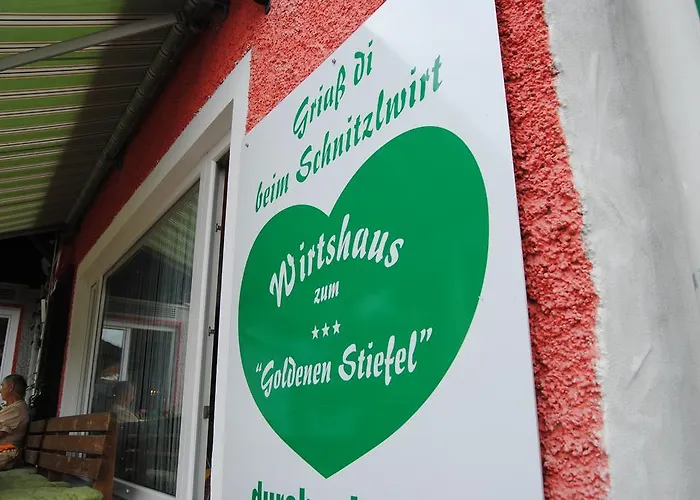 Griaß di
beim Schnitzlwirt
Wirtshaus
zum
***
"Goldenen Stiefel"